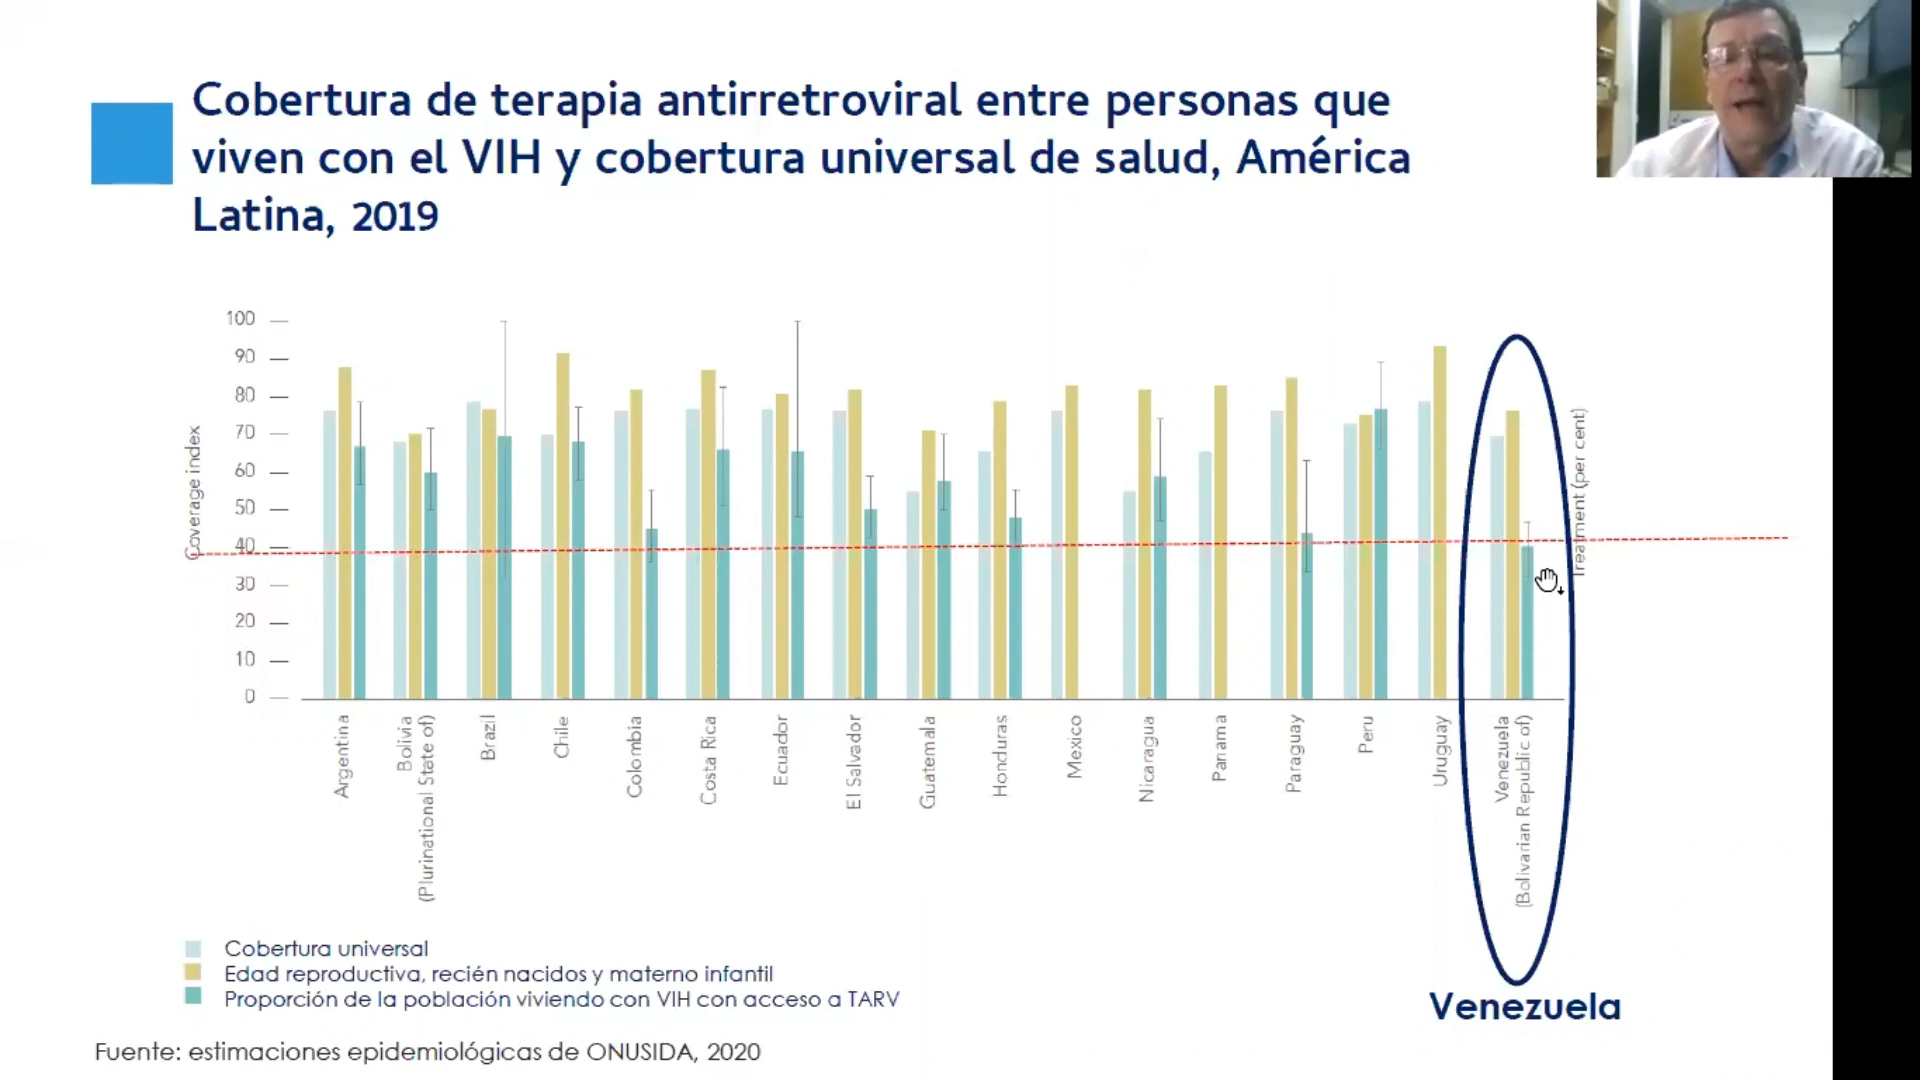 Cobertura de terapia antirretroviral entre personas que
viven con el VIH y cobertura universal de salud, América
Latina, 2019
Coverage index
100
90
80
70
60
50
40
30
20
10
0
Treatment (per cent)
Argentina
Bolivia
(Plurinational State of)
Brazil
Chile
Colombia
Costa Rica
Ecuador
El Salvador
Guatemala
Honduras
Mexico
Nicaragua
Panama
Paraguay
Peru
Uruguay
Venezuela
(Bolivarian Republic of)
Cobertura universal
Edad reproductiva, recién nacidos y materno infantil
Proporción de la población viviendo con VIH con acceso a TARV
Venezuela
Fuente: estimaciones epidemiológicas de ONUSIDA, 2020